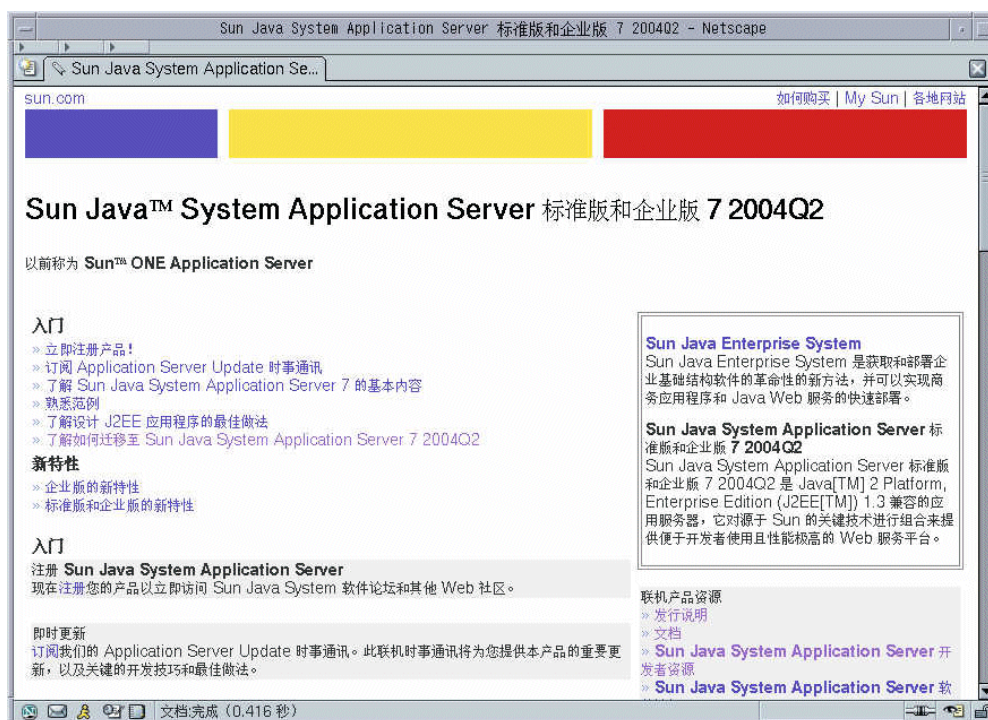 Sun Java System Application Server 标准版和企业版 7 2004Q2 - Netscape
Sun Java System Application Se...
sun.com
如何购买 | My Sun | 各地网站
Sun Java™ System Application Server 标准版和企业版 7 2004Q2
以前称为 Sun™ ONE Application Server
入门
» 立即注册产品!
» 订阅 Application Server Update 时事通讯
» 了解 Sun Java System Application Server 7 的基本内容
» 熟悉范例
» 了解设计 J2EE 应用程序的最佳做法
» 了解如何迁移至 Sun Java System Application Server 7 2004Q2
新特性
» 企业版的新特性
» 标准版和企业版的新特性
入门
注册 Sun Java System Application Server
现在注册您的产品以立即访问 Sun Java System 软件论坛和其他 Web 社区。
即时更新
订阅我们的 Application Server Update 时事通讯。此联机时事通讯将为您提供本产品的重要更
新，以及关键的开发技巧和最佳做法。
Sun Java Enterprise System
Sun Java Enterprise System 是获取和部署企
业基础结构软件的革命性的新方法，并可以实现商
务应用程序和 Java Web 服务的快速部署。
Sun Java System Application Server 标
准版和企业版 7 2004Q2
Sun Java System Application Server 标准版
和企业版 7 2004Q2 是 Java[TM] 2 Platform,
Enterprise Edition (J2EE[TM]) 1.3 兼容的应
用服务器，它对源于 Sun 的关键技术进行组合来提
供便于开发者使用且性能极高的 Web 服务平台。
联机产品资源
» 发行说明
» 文档
» Sun Java System Application Server 开
发者资源
» Sun Java System Application Server 软
文档:完成 (0.416 秒)